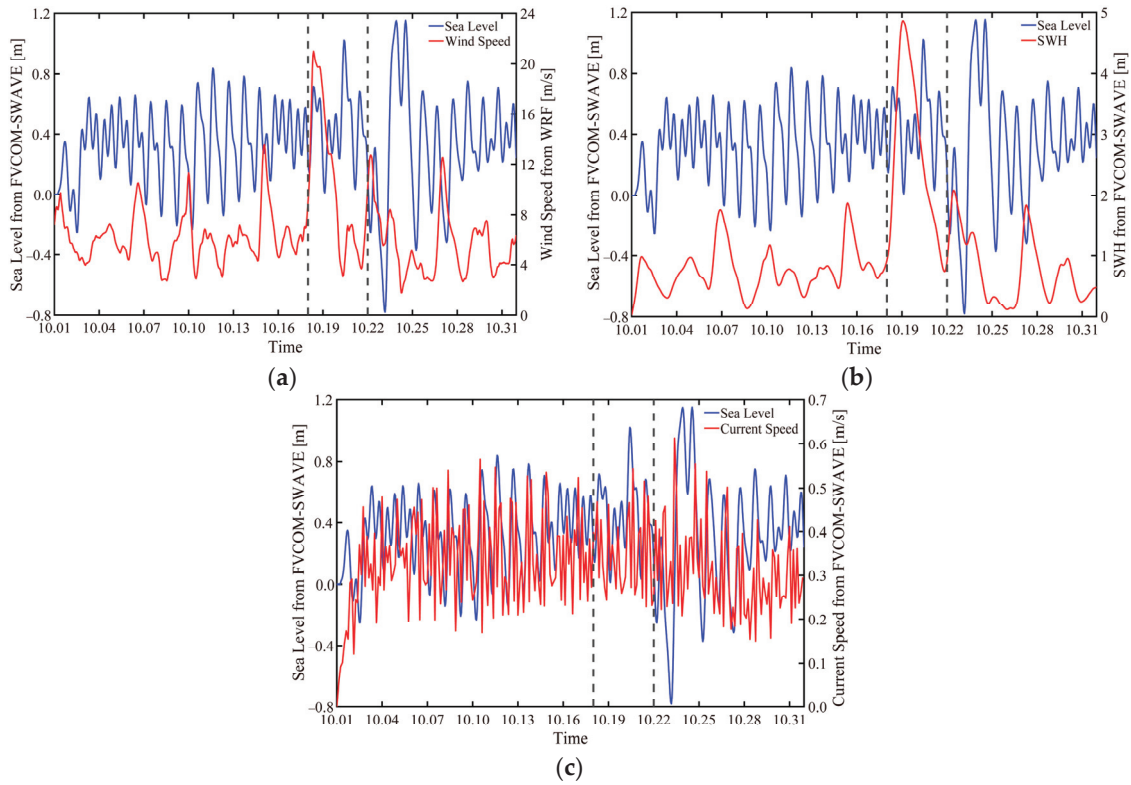 1.2
0.8
0.4
0.0
−0.4
−0.8
Sea Level from FVCOM-SWAVE [m]
Sea Level
Wind Speed
24
20
16
12
8
4
0
Wind Speed from WRF [m/s]
10.01 10.04 10.07 10.10 10.13 10.16 10.19 10.22 10.25 10.28 10.31
Time
(a)
1.2
0.8
0.4
0.0
−0.4
−0.8
Sea Level from FVCOM-SWAVE [m]
Sea Level
SWH
5
4
3
2
1
0
SWH from FVCOM-SWAVE [m]
10.01 10.04 10.07 10.10 10.13 10.16 10.19 10.22 10.25 10.28 10.31
Time
(b)
1.2
0.8
0.4
0.0
−0.4
−0.8
Sea Level from FVCOM-SWAVE [m]
Sea Level
Current Speed
0.7
0.6
0.5
0.4
0.3
0.2
0.1
0.0
Current Speed from FVCOM-SWAVE [m/s]
10.01 10.04 10.07 10.10 10.13 10.16 10.19 10.22 10.25 10.28 10.31
Time
(c)